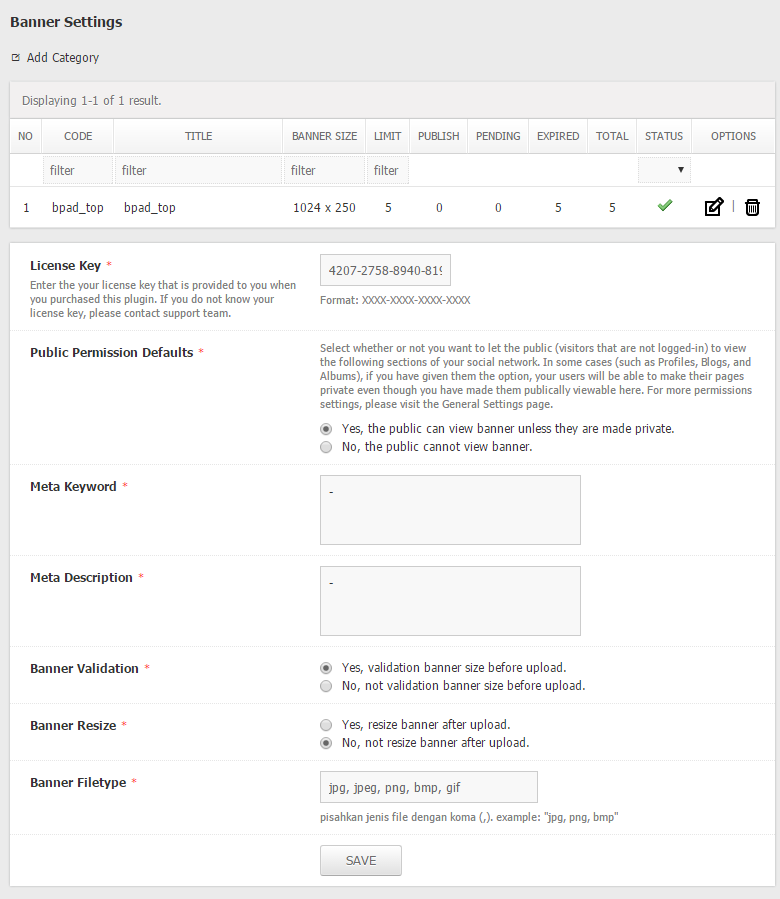 Banner Settings
Add Category
Displaying 1-1 of 1 result.
NO CODE TITLE BANNER SIZE LIMIT PUBLISH PENDING EXPIRED TOTAL STATUS OPTIONS
filter filter filter filter
1 bpad_top bpad_top 1024 x 250 5 0 0 5 5 |
License Key *
Enter the your license key that is provided to you when
you purchased this plugin. If you do not know your
license key, please contact support team.
4207-2758-8940-819
Format: XXXX-XXXX-XXXX-XXXX
Public Permission Defaults *
Select whether or not you want to let the public (visitors that are not logged-in) to view
the following sections of your social network. In some cases (such as Profiles, Blogs, and
Albums), if you have given them the option, your users will be able to make their pages
private even though you have made them publically viewable here. For more permissions
settings, please visit the General Settings page.
Yes, the public can view banner unless they are made private.
No, the public cannot view banner.
Meta Keyword *
-
Meta Description *
-
Banner Validation *
Yes, validation banner size before upload.
No, not validation banner size before upload.
Banner Resize *
Yes, resize banner after upload.
No, not resize banner after upload.
Banner Filetype *
jpg, jpeg, png, bmp, gif
pisahkan jenis file dengan koma (,). example: "jpg, png, bmp"
SAVE